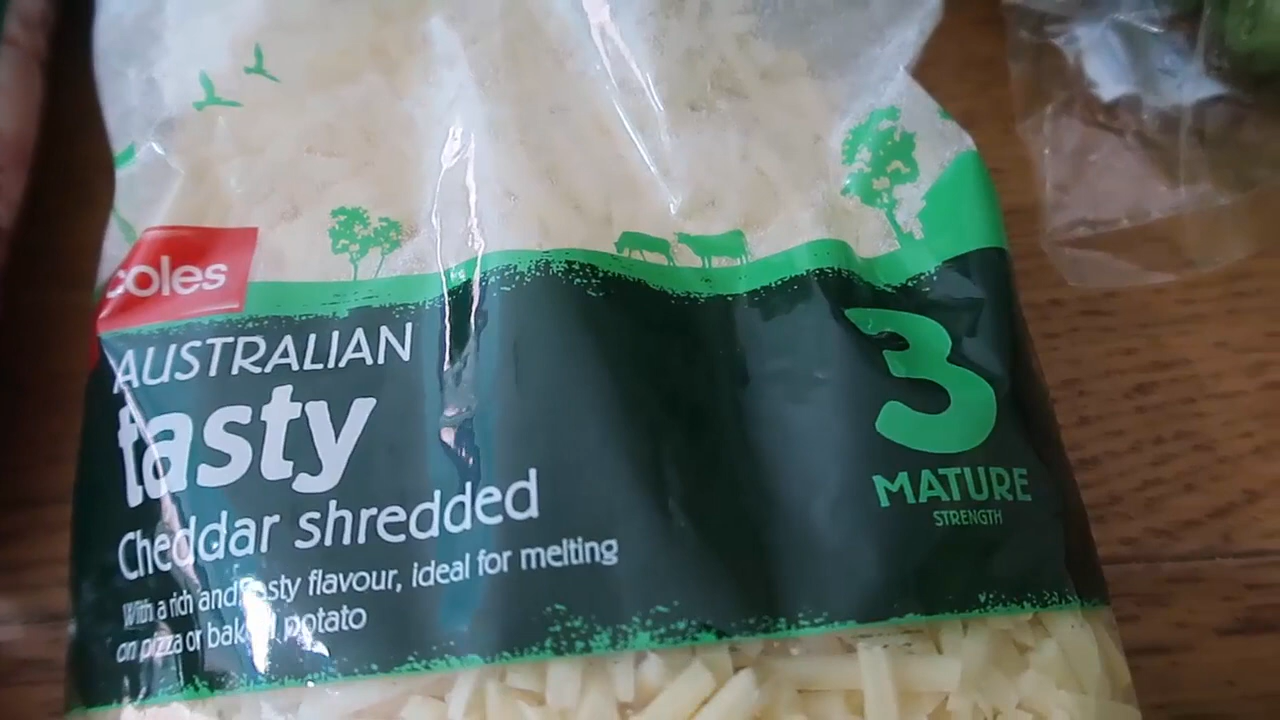 coles
AUSTRALIAN
tasty
Cheddar shredded
With a rich and tasty flavour, ideal for melting
on pizza or baked potato
3
MATURE
STRENGTH